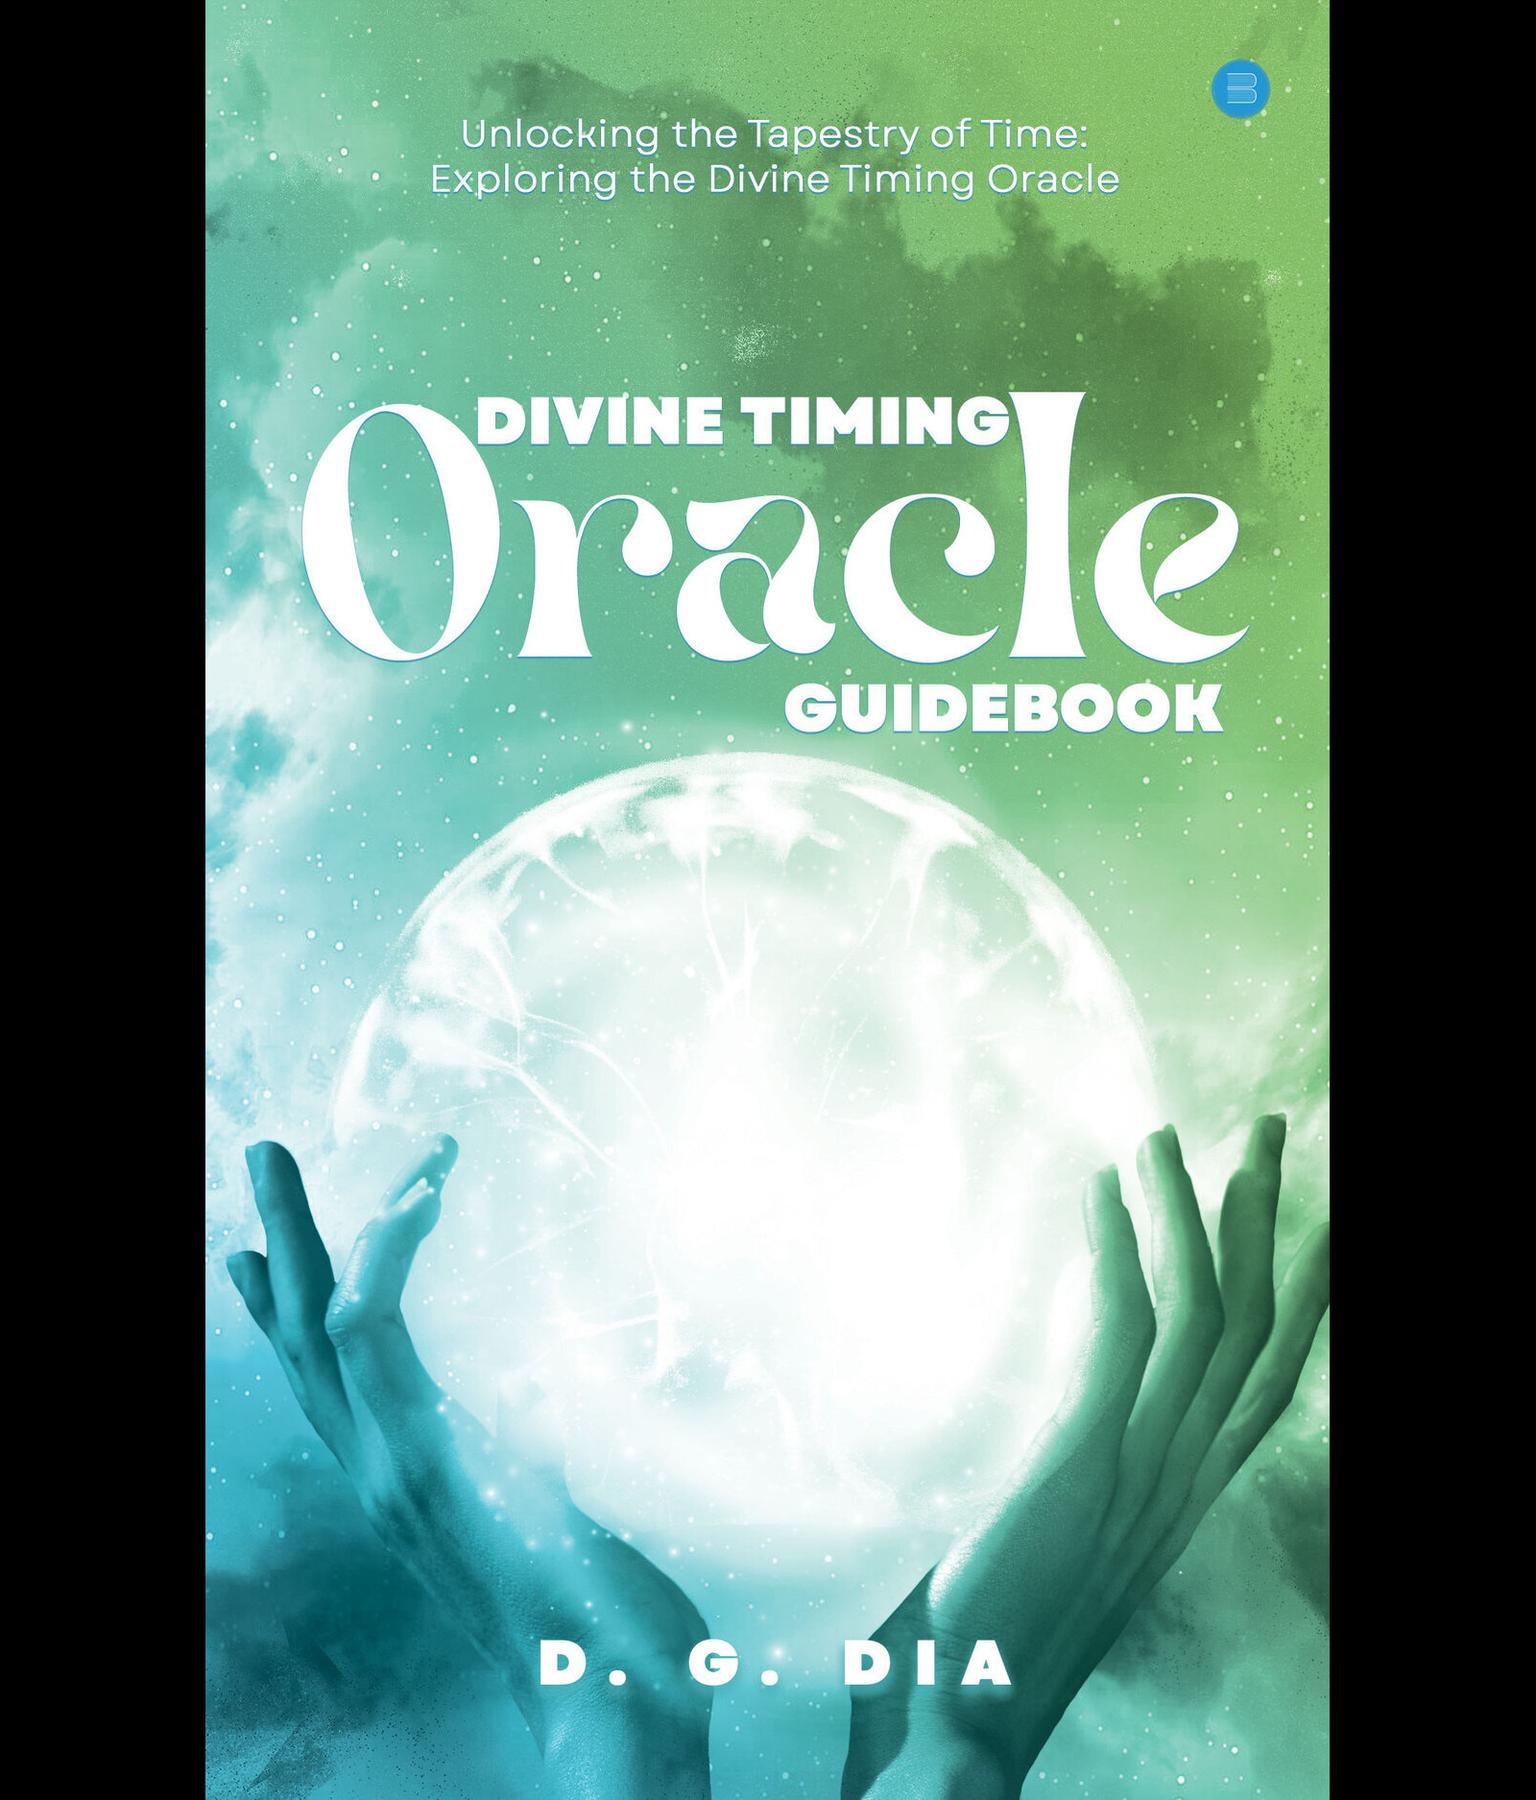 Unlocking the Tapestry of Time:
Exploring the Divine Timing Oracle
DIVINE TIMING
Oracle
GUIDEBOOK
D. G. DIA